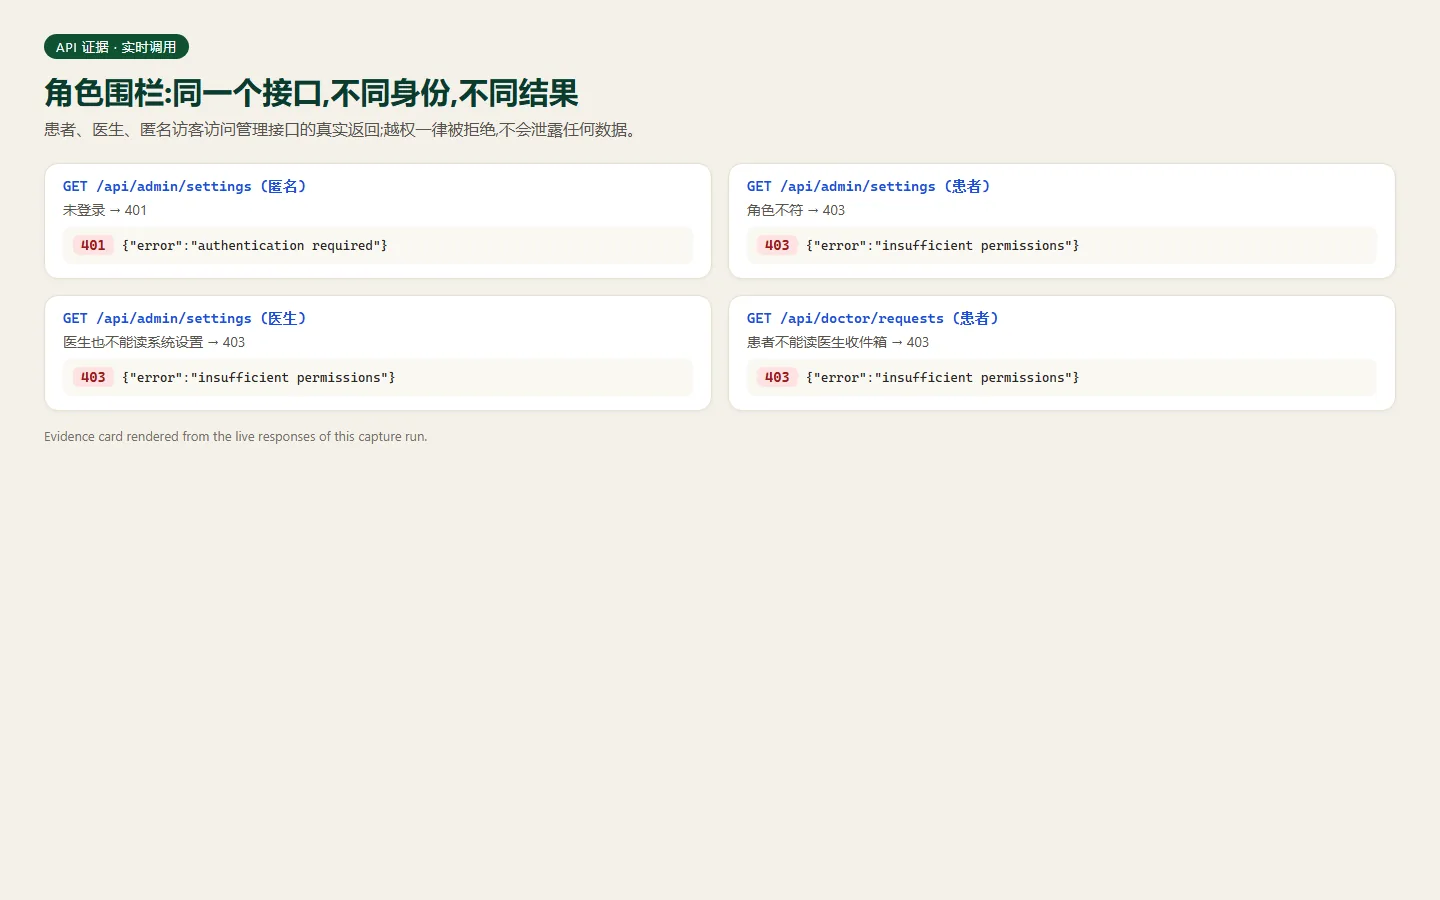 API 证据 · 实时调用
角色围栏:同一个接口,不同身份,不同结果
患者、医生、匿名访客访问管理接口的真实返回;越权一律被拒绝,不会泄露任何数据。
GET /api/admin/settings (匿名)
未登录 → 401
401 {"error":"authentication required"}
GET /api/admin/settings (患者)
角色不符 → 403
403 {"error":"insufficient permissions"}
GET /api/admin/settings (医生)
医生也不能读系统设置 → 403
403 {"error":"insufficient permissions"}
GET /api/doctor/requests (患者)
患者不能读医生收件箱 → 403
403 {"error":"insufficient permissions"}
Evidence card rendered from the live responses of this capture run.